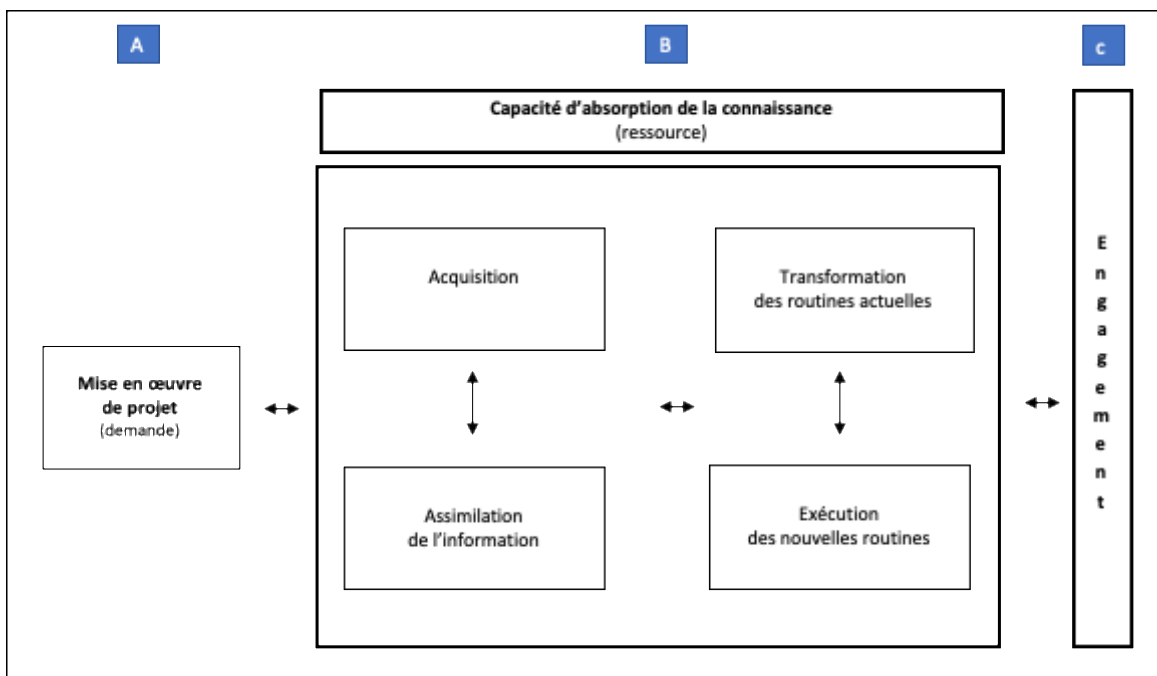 A
B
c
Capacité d'absorption de la connaissance
(ressource)
Acquisition
Transformation
des routines actuelles
Mise en œuvre
de projet
(demande)
Assimilation
de l'information
Exécution
des nouvelles routines
E
n
g
a
g
e
m
e
n
t